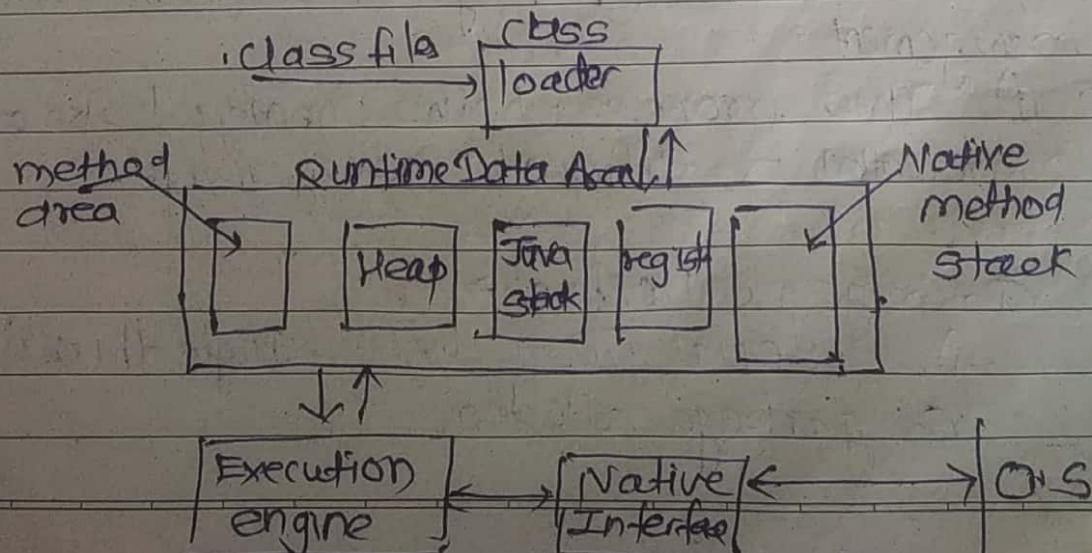 .class file
class
loader
Runtime Data Area
method
area
Heap
Java
stack
regist
Native
method
stack
Execution
engine
Native
Interface
O.S